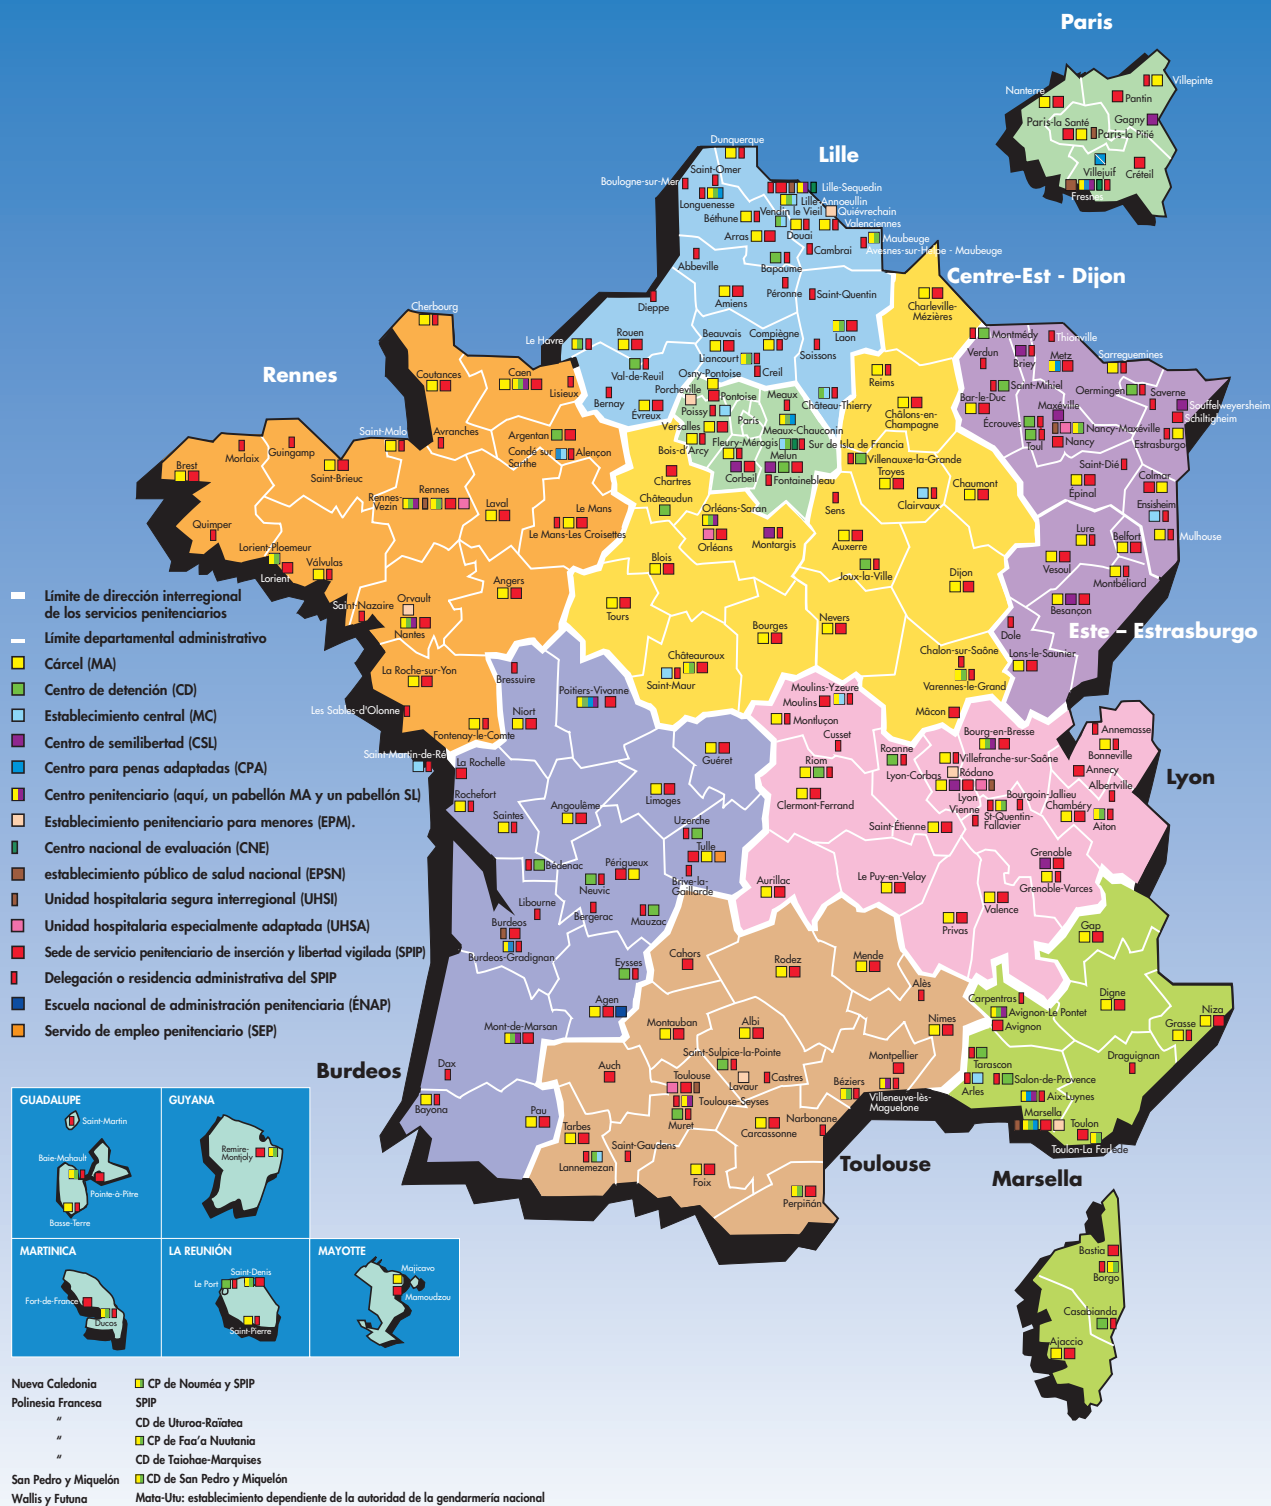 Paris
Villepinte
Nanterre
Pantin
Gagny
Paris-la Santé
Paris-la Pitié
Villejuif
Créteil
Fresnes
Lille
Dunquerque
Saint-Omer
Boulogne-sur-Mer
Longuenesse
Lille-Sequedin
Lille-Annoeullin
Béthune
Vendin le Vieil
Quiévrechain
Valenciennes
Arras
Douai
Maubeuge
Cambrai
Avesnes-sur-Helpe - Maubeuge
Abbeville
Bapaume
Péronne
Saint-Quentin
Dieppe
Amiens
Le Havre
Rouen
Beauvais
Compiègne
Laon
Liancourt
Soissons
Val-de-Reuil
Creil
Osny-Pontoise
Bernay
Évreux
Château-Thierry
Centre-Est - Dijon
Charleville-
Mézières
Reims
Châlons-en-
Champagne
Porcheville
Pontoise
Poissy
Meaux
París
Versalles
Meaux-Chauconin
Bois-d'Arcy
Fleury-Mérogis
Sur de Isla de Francia
Melun
Corbeil
Fontainebleau
Villenauxe-la-Grande
Troyes
Chaumont
Clairvaux
Chartres
Châteaudun
Orléans-Saran
Orléans
Montargis
Sens
Auxerre
Joux-la-Ville
Dijon
Blois
Tours
Bourges
Nevers
Châteauroux
Saint-Maur
Chalon-sur-Saône
Varennes-le-Grand
Mâcon
Montmédy
Thionville
Verdun
Briey
Metz
Sarreguemines
Saint-Mihiel
Oermingen
Saverne
Bar-le-Duc
Maxéville
Souffelweyersheim
Schiltigheim
Écrouves
Nancy-Maxéville
Toul
Nancy
Estrasburgo
Saint-Dié
Colmar
Épinal
Ensisheim
Lure
Belfort
Mulhouse
Vesoul
Montbéliard
Besançon
Dole
Este – Estrasburgo
Lons-le-Saunier
Rennes
Cherbourg
Coutances
Caen
Lisieux
Saint-Malo
Avranches
Argentan
Condé sur
Sarthe
Alençon
Morlaix
Guingamp
Brest
Saint-Brieuc
Rennes-
Vezin
Rennes
Laval
Le Mans
Le Mans-Les Croisettes
Quimper
Lorient-Ploemeur
Lorient
Válvulas
Angers
Saint-Nazaire
Orvault
Nantes
La Roche-sur-Yon
Les Sables-d'Olonne
Fontenay-le-Comte
Límite de dirección interregional
de los servicios penitenciarios
Límite departamental administrativo
Cárcel (MA)
Centro de detención (CD)
Establecimiento central (MC)
Centro de semilibertad (CSL)
Centro para penas adaptadas (CPA)
Centro penitenciario (aquí, un pabellón MA y un pabellón SL)
Establecimiento penitenciario para menores (EPM).
Centro nacional de evaluación (CNE)
establecimiento público de salud nacional (EPSN)
Unidad hospitalaria segura interregional (UHSI)
Unidad hospitalaria especialmente adaptada (UHSA)
Sede de servicio penitenciario de inserción y libertad vigilada (SPIP)
Delegación o residencia administrativa del SPIP
Escuela nacional de administración penitenciaria (ÉNAP)
Servido de empleo penitenciario (SEP)
Bressuire
Poitiers-Vivonne
Niort
Saint-Martin-de-Ré
La Rochelle
Rochefort
Guéret
Limoges
Saintes
Angoulême
Uzerche
Tulle
Bédenac
Périgueux
Neuvic
Brive-la-
Gaillarde
Libourne
Bergerac
Mauzac
Burdeos
Burdeos-Gradignan
Eysses
Agen
Mont-de-Marsan
Burdeos
Dax
Bayona
Pau
Moulins-Yzeure
Moulins
Montluçon
Cusset
Roanne
Bourg-en-Bresse
Annemasse
Bonneville
Riom
Villefranche-sur-Saône
Annecy
Lyon
Lyon-Corbas
Ródano
Lyon
Bourgoin-Jallieu
Albertville
Clermont-Ferrand
Vienne
St-Quentin-
Fallavier
Chambéry
Aiton
Saint-Étienne
Grenoble
Grenoble-Varces
Aurillac
Le Puy-en-Velay
Valence
Privas
Cahors
Rodez
Mende
Alès
Montauban
Albi
Nimes
Saint-Sulpice-la-Pointe
Auch
Toulouse
Lavaur
Castres
Montpellier
Béziers
Villeneuve-lès-
Maguelone
Toulouse-Seyses
Muret
Carcassonne
Narbonane
Tarbes
Lannemezan
Saint-Gaudens
Foix
Perpiñán
Toulouse
Gap
Digne
Carpentras
Avignon-Le Pontet
Avignon
Niza
Grasse
Draguignan
Tarascon
Salon-de-Provence
Arles
Aix-Luynes
Marsella
Toulon
Toulon-La Farlède
Marsella
Bastia
Borgo
Casabianda
Ajaccio
GUADALUPE
Saint-Martin
Baie-Mahault
Pointe-à-Pitre
Basse-Terre
GUYANA
Remire-
Montjoly
MARTINICA
Fort-de-France
Ducos
LA REUNIÓN
Saint-Denis
Le Port
Saint-Pierre
MAYOTTE
Majicavo
Mamoudzou
Nueva Caledonia CP de Nouméa y SPIP
Polinesia Francesa SPIP
“ CD de Uturoa-Raïatea
“ CP de Faa’a Nuutania
“ CD de Taiohae-Marquises
San Pedro y Miquelón CD de San Pedro y Miquelón
Wallis y Futuna Mata-Utu: establecimiento dependiente de la autoridad de la gendarmería nacional